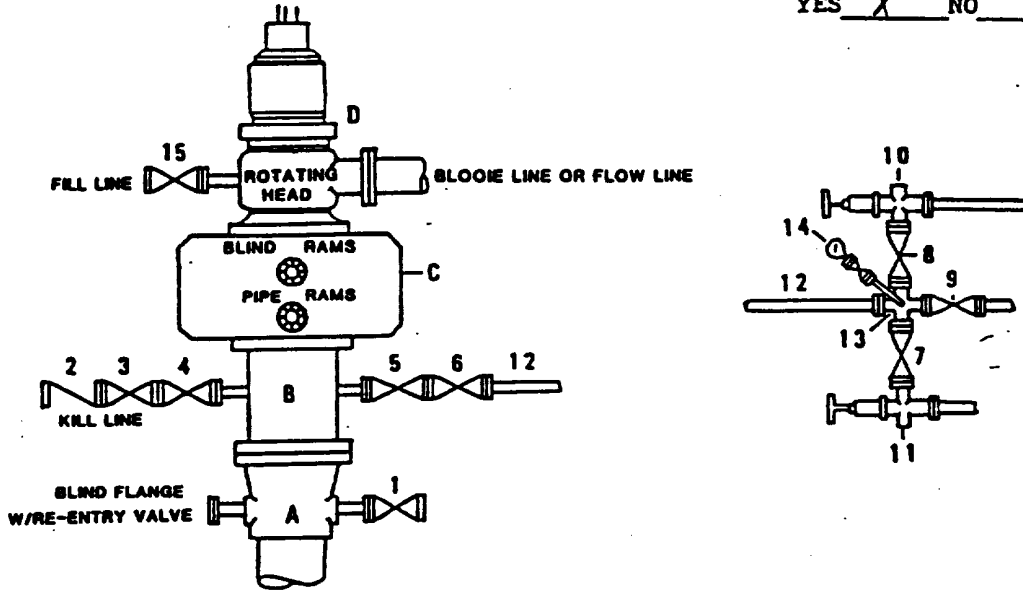 YES X NO
D
15
FILL LINE
ROTATING
HEAD
BLOOIE LINE OR FLOW LINE
BLIND RAMS
C
PIPE RAMS
2 3 4
5 6 12
B
KILL LINE
BLIND FLANGE
W/RE-ENTRY VALVE
A
1
10
14
8
12
9
13
7
11